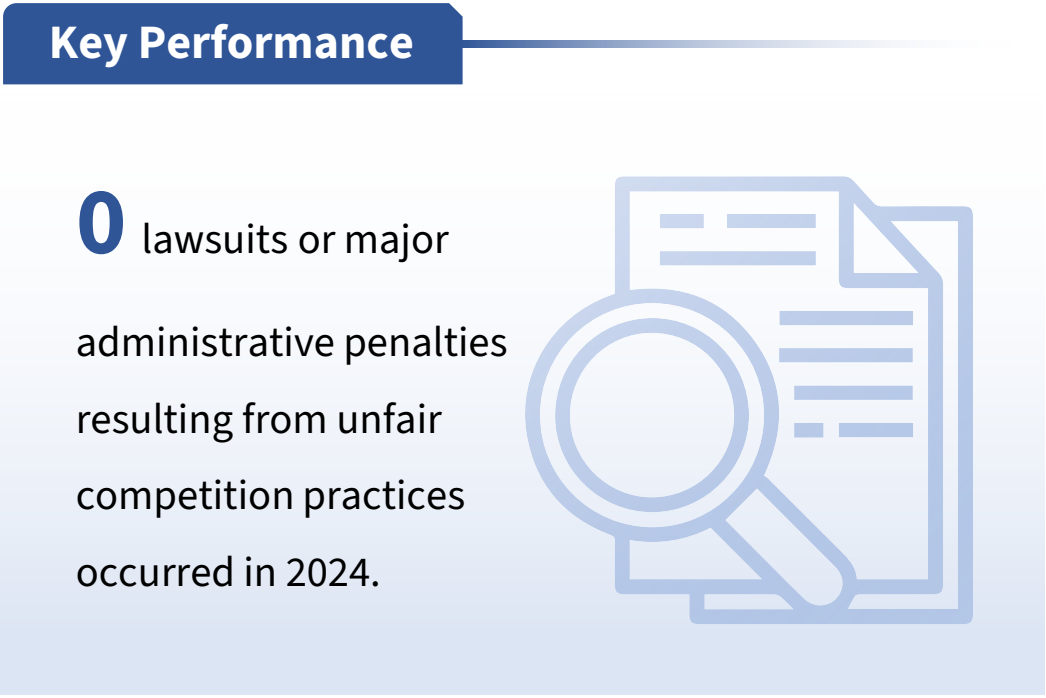 Key Performance
0 lawsuits or major
administrative penalties
resulting from unfair
competition practices
occurred in 2024.